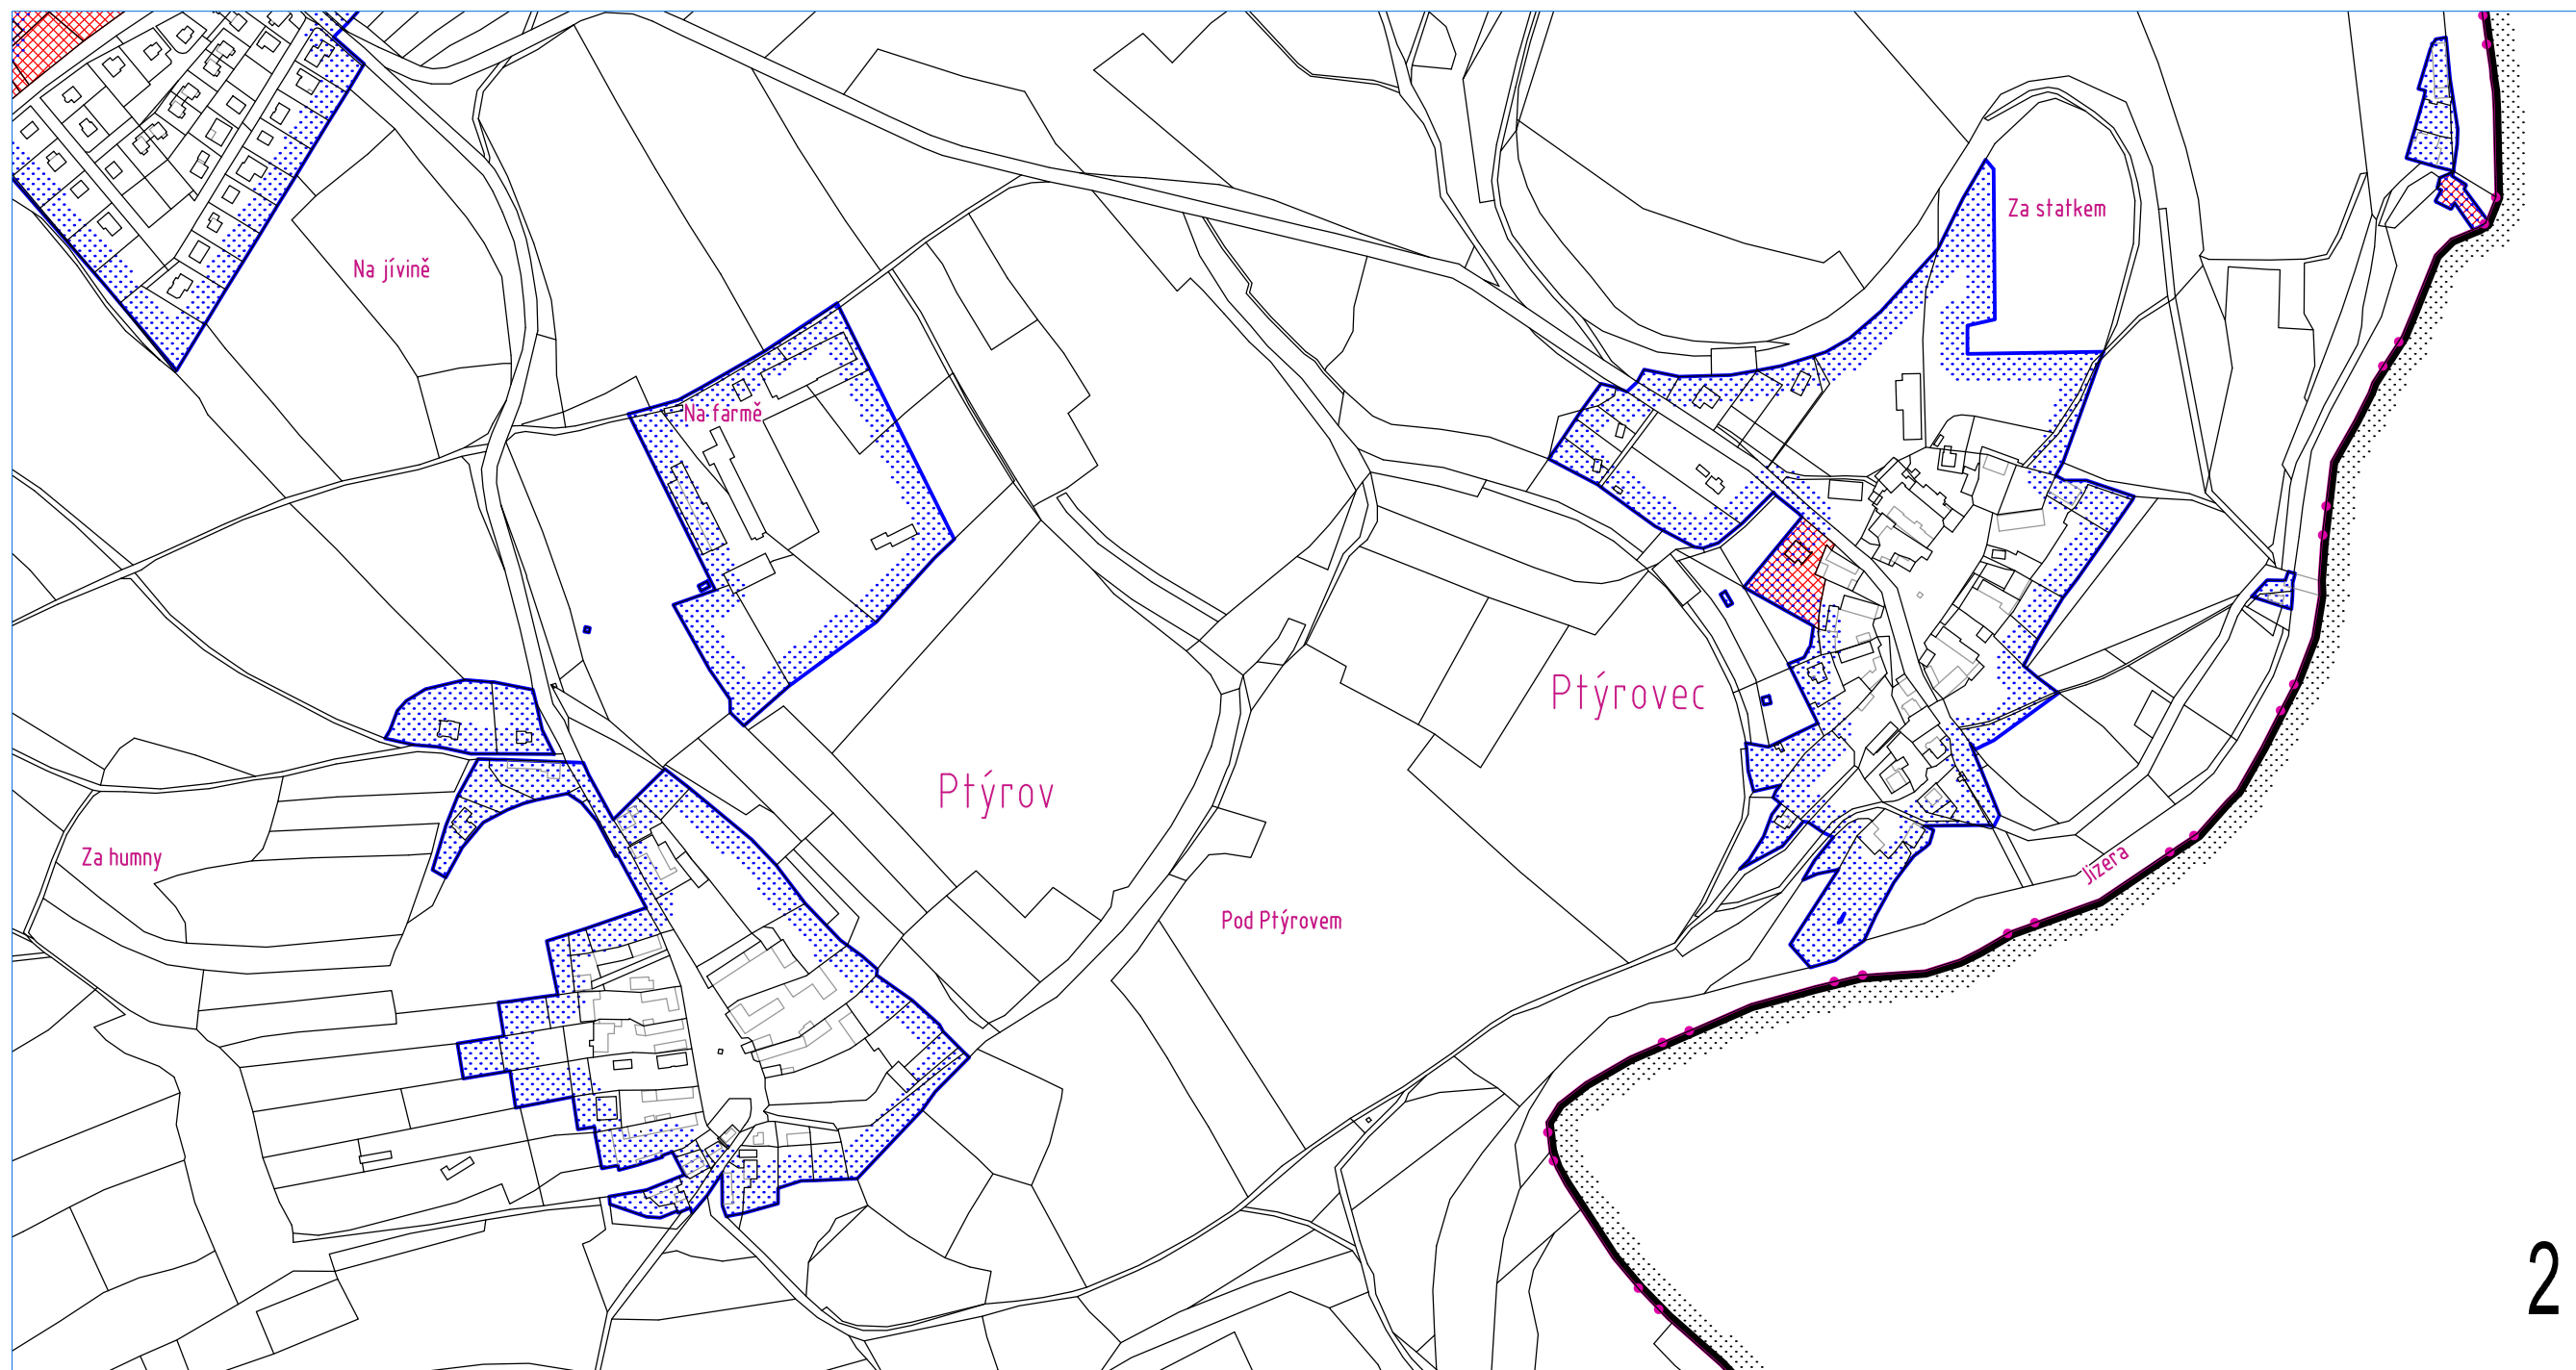 Za statkem
Na jívině
Na farmě
Ptýrovec
Ptýrov
Za humny
Jizera
Pod Ptýrovem
2